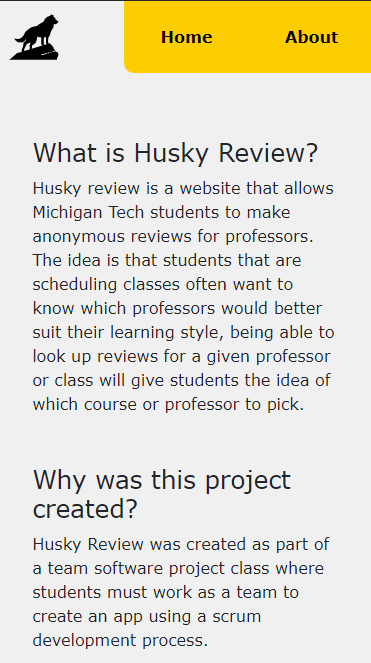 Home About
What is Husky Review?
Husky review is a website that allows
Michigan Tech students to make
anonymous reviews for professors.
The idea is that students that are
scheduling classes often want to
know which professors would better
suit their learning style, being able to
look up reviews for a given professor
or class will give students the idea of
which course or professor to pick.
Why was this project
created?
Husky Review was created as part of
a team software project class where
students must work as a team to
create an app using a scrum
development process.